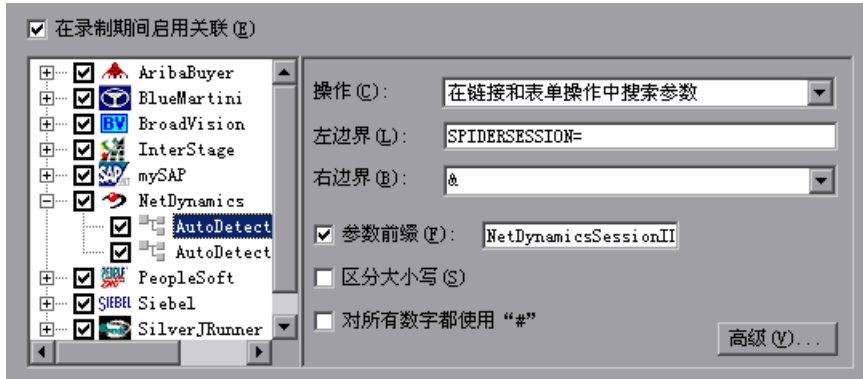 在录制期间启用关联(E)
AribaBuyer
BlueMartini
BV BroadVision
InterStage
SAP mySAP
NetDynamics
AutoDetect
AutoDetect
PeopleSoft
SIEBEL Siebel
SilverJRunner
操作(C): 在链接和表单操作中搜索参数
左边界(L): SPIDERSESSION=
右边界(B): &
参数前缀(F): NetDynamicsSessionII
区分大小写(S)
对所有数字都使用“#”
高级(V)...